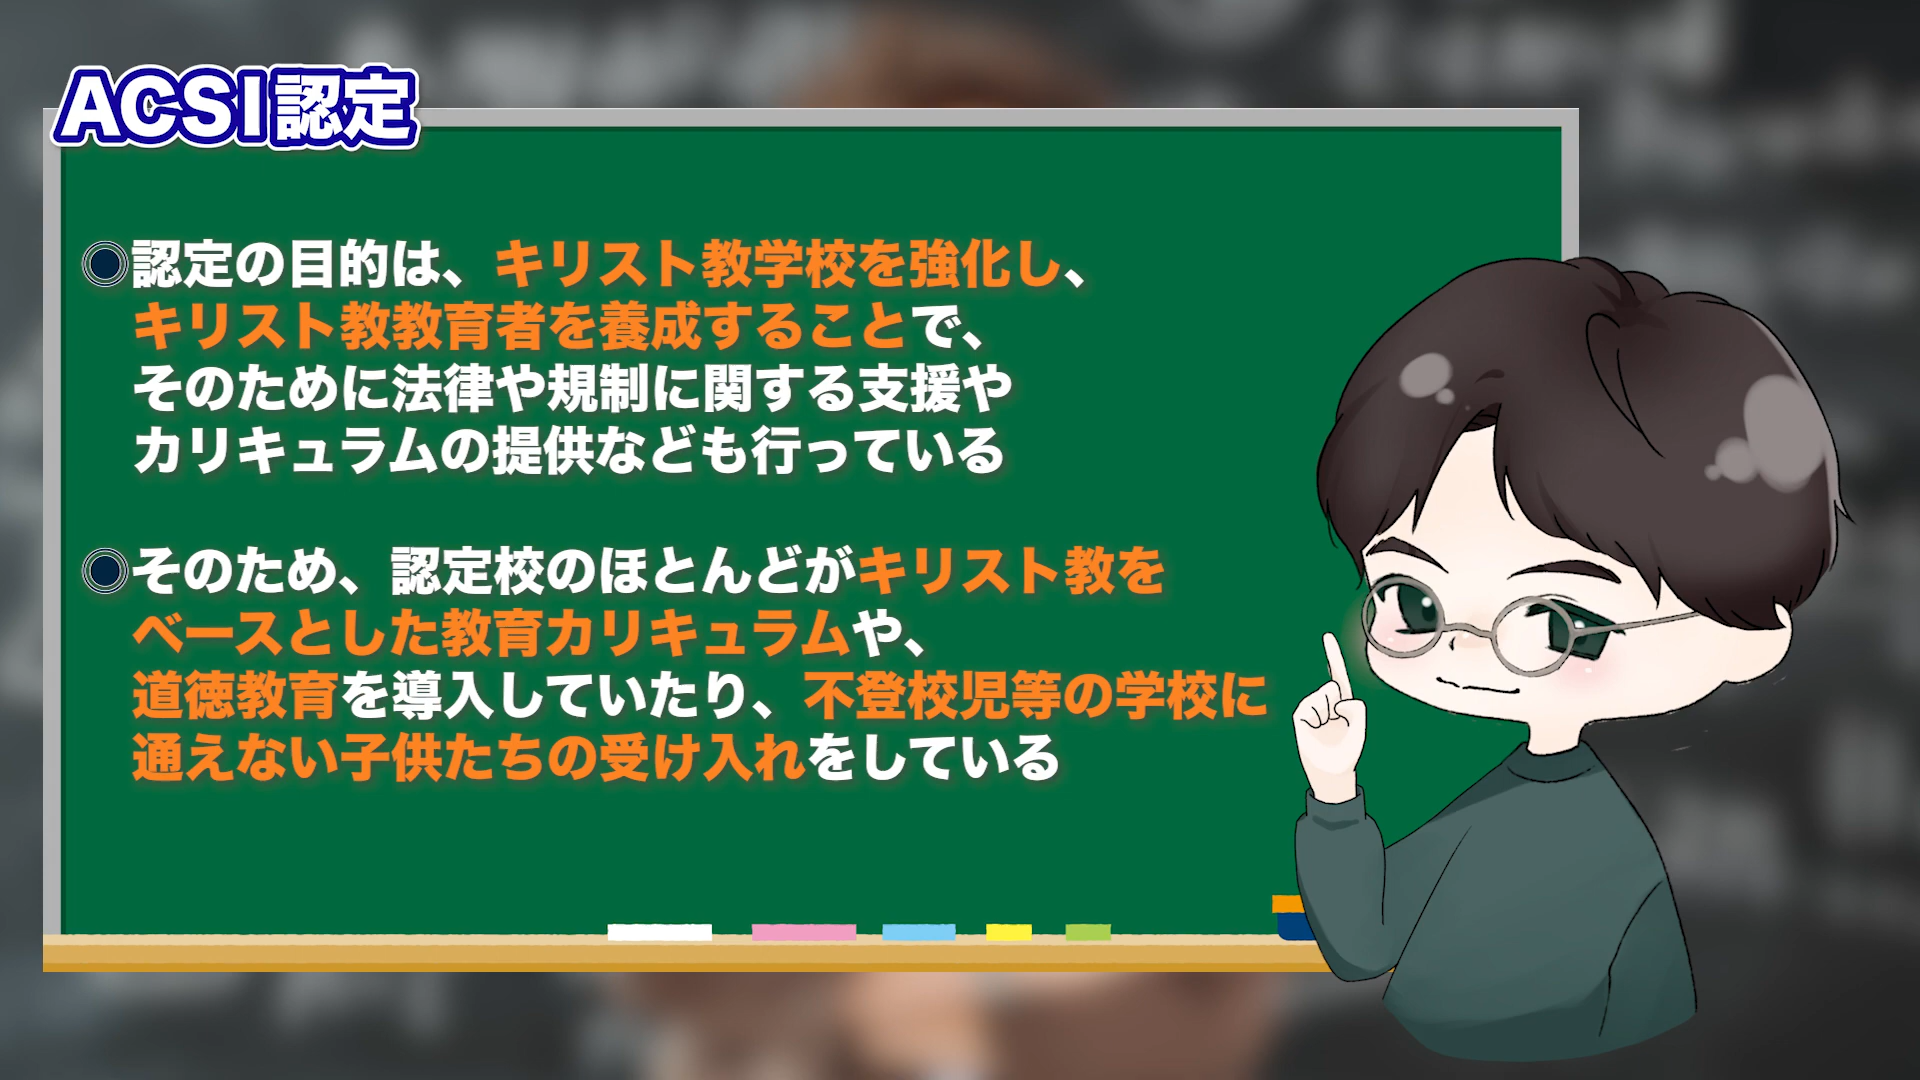 ACSI認定
◉認定の目的は、キリスト教学校を強化し、
キリスト教教育者を養成することで、
そのために法律や規制に関する支援や
カリキュラムの提供なども行っている
◉そのため、認定校のほとんどがキリスト教を
ベースとした教育カリキュラムや、
道徳教育を導入していたり、不登校児等の学校に
通えない子供たちの受け入れをしている